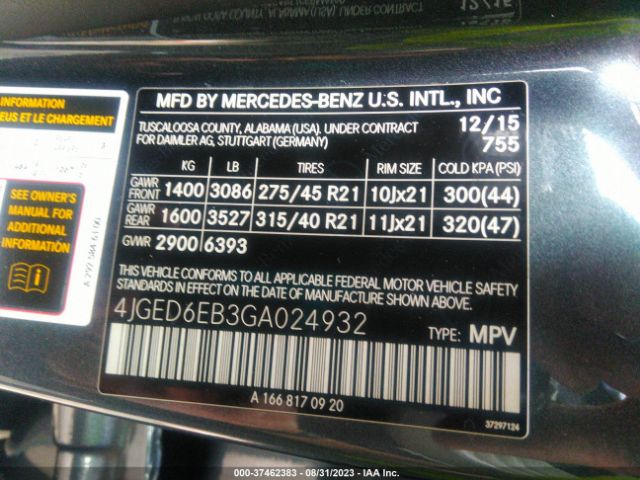 12/15
INFORMATION
EUS ET LE CHARGEMENT
SEE OWNER'S
MANUAL FOR
ADDITIONAL
INFORMATION
MFD BY MERCEDES-BENZ U.S. INTL., INC
TUSCALOOSA COUNTY, ALABAMA (USA). UNDER CONTRACT 12/15
FOR DAIMLER AG, STUTTGART (GERMANY) 755
KG LB TIRES RIM SIZE COLD KPA (PSI)
GAWR FRONT 1400 3086 275/45 R21 10Jx21 300(44)
GAWR REAR 1600 3527 315/40 R21 11Jx21 320(47)
GVWR 2900 6393
THIS VEHICLE CONFORMS TO ALL APPLICABLE FEDERAL MOTOR VEHICLE SAFETY
STANDARDS IN EFFECT ON THE DATE OF MANUFACTURE SHOWN ABOVE.
4JGED6EB3GA024932 TYPE: MPV
A 166 817 09 20
37297124
000-37462383 - 08/31/2023 - IAA Inc.